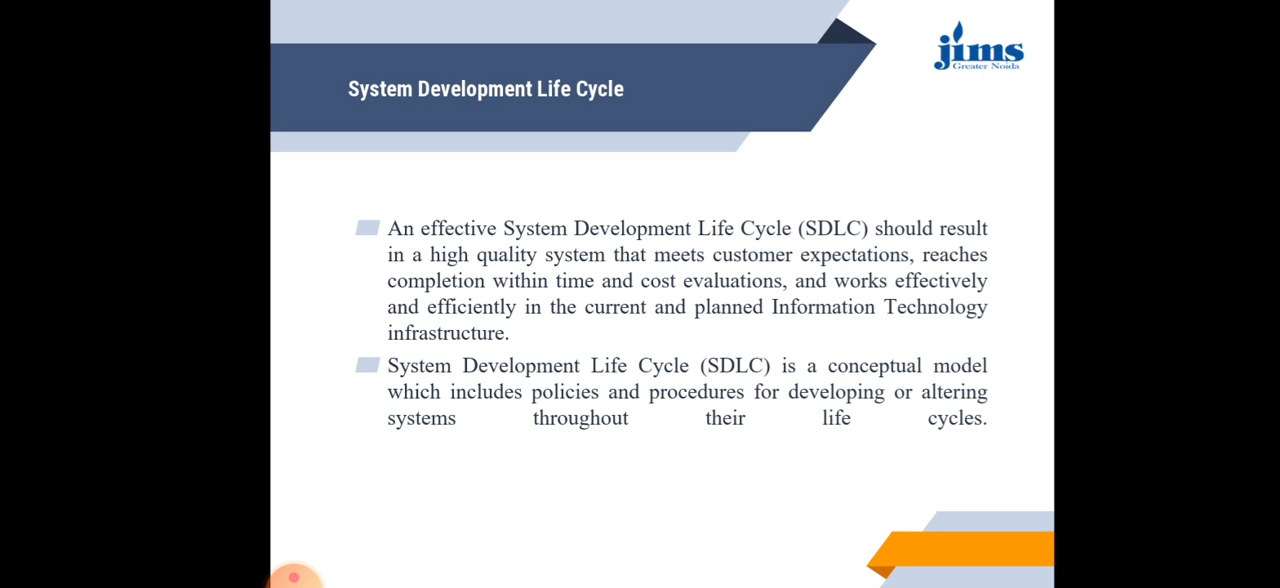 jims
Greater Noida
System Development Life Cycle
An effective System Development Life Cycle (SDLC) should result
in a high quality system that meets customer expectations, reaches
completion within time and cost evaluations, and works effectively
and efficiently in the current and planned Information Technology
infrastructure.
System Development Life Cycle (SDLC) is a conceptual model
which includes policies and procedures for developing or altering
systems throughout their life cycles.